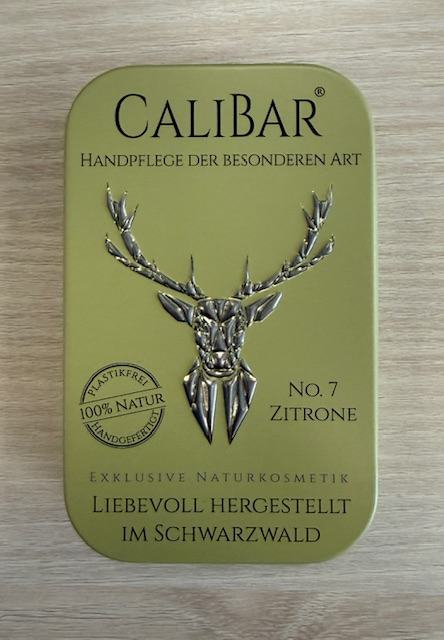 CALIBAR®
HANDPFLEGE DER BESONDEREN ART
PLASTIKFREI
100% NATUR
HANDGEFERTIGT
NO. 7
ZITRONE
EXKLUSIVE NATURKOSMETIK
LIEBEVOLL HERGESTELLT
IM SCHWARZWALD